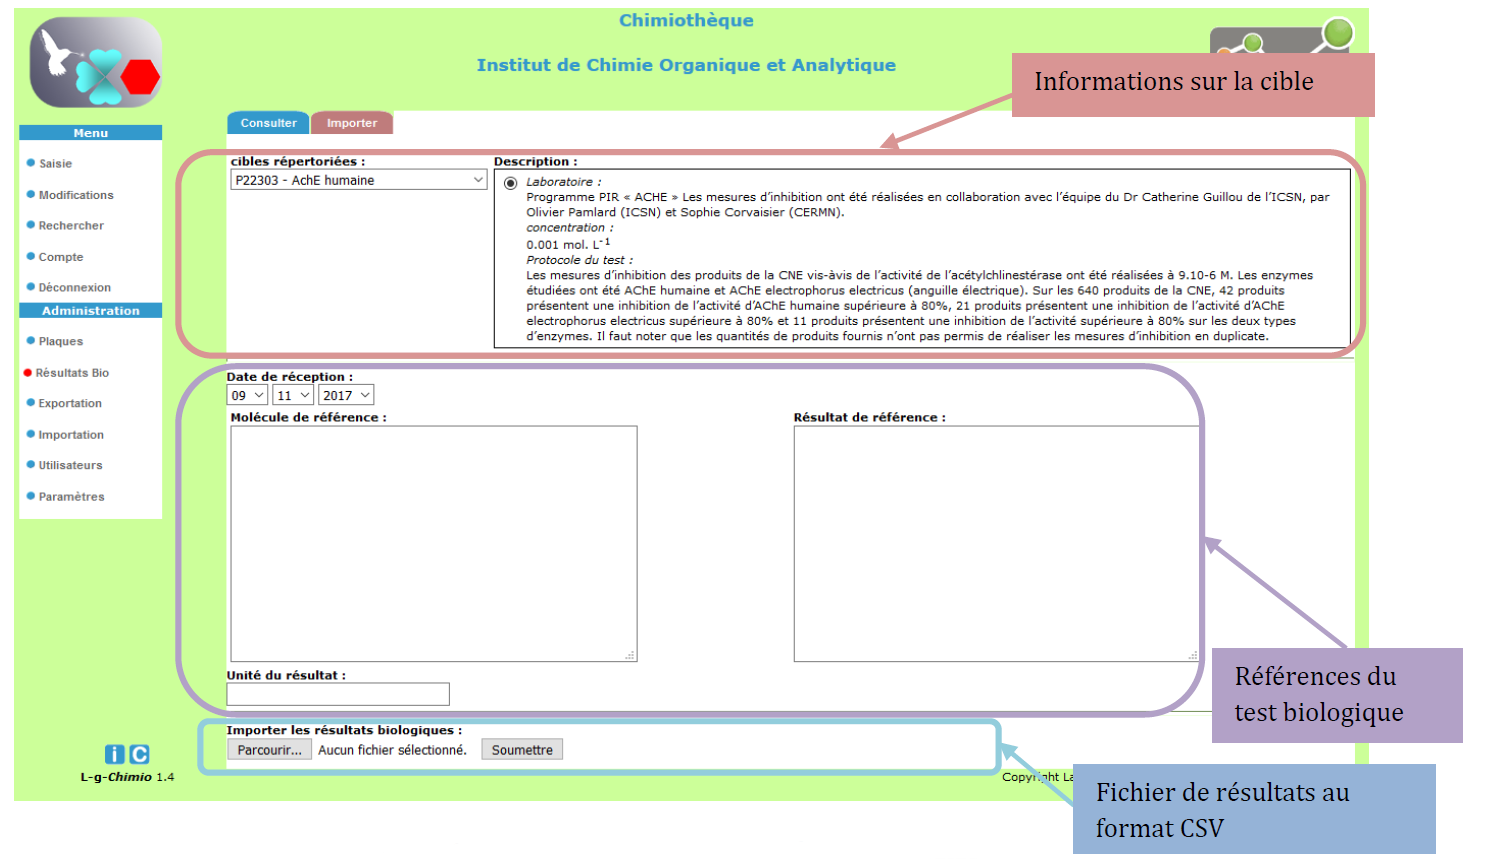 Chimiothèque
Institut de Chimie Organique et Analytique
Informations sur la cible
Consulter
Importer
Menu
Saisie
Modifications
Rechercher
Compte
Déconnexion
Administration
Plaques
Résultats Bio
Exportation
Importation
Utilisateurs
Paramètres
cibles répertoriées :
P22303 - AchE humaine
Description :
Laboratoire :
Programme PIR « ACHE » Les mesures d’inhibition ont été réalisées en collaboration avec l’équipe du Dr Catherine Guillou de l’ICSN, par
Olivier Pamlard (ICSN) et Sophie Corvaisier (CERMN).
concentration :
0.001 mol. L⁻¹
Protocole du test :
Les mesures d’inhibition des produits de la CNE vis-àvis de l’activité de l’acétylchlinestérase ont été réalisées à 9.10-6 M. Les enzymes
étudiées ont été AChE humaine et AChE electrophorus electricus (anguille électrique). Sur les 640 produits de la CNE, 42 produits
présentent une inhibition de l’activité d’AChE humaine supérieure à 80%, 21 produits présentent une inhibition de l’activité d’AChE
electrophorus electricus supérieure à 80% et 11 produits présentent une inhibition de l’activité supérieure à 80% sur les deux types
d’enzymes. Il faut noter que les quantités de produits fournis n’ont pas permis de réaliser les mesures d’inhibition en duplicate.
Date de réception :
09 11 2017
Molécule de référence :
Résultat de référence :
Unité du résultat :
Références du
test biologique
Importer les résultats biologiques :
Parcourir... Aucun fichier sélectionné. Soumettre
i C
L-g-Chimio 1.4
Copyright La
Fichier de résultats au
format CSV